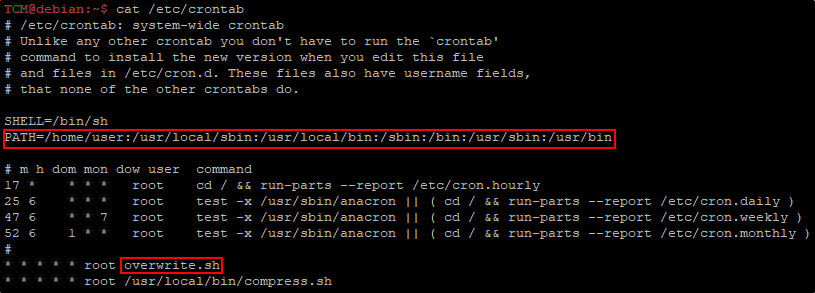 TCM@debian:~$ cat /etc/crontab
# /etc/crontab: system-wide crontab
# Unlike any other crontab you don't have to run the `crontab'
# command to install the new version when you edit this file
# and files in /etc/cron.d. These files also have username fields,
# that none of the other crontabs do.
SHELL=/bin/sh
PATH=/home/user:/usr/local/sbin:/usr/local/bin:/sbin:/bin:/usr/sbin:/usr/bin
# m h dom mon dow user  command
17 *    * * *   root    cd / && run-parts --report /etc/cron.hourly
25 6    * * *   root    test -x /usr/sbin/anacron || ( cd / && run-parts --report /etc/cron.daily )
47 6    * * 7   root    test -x /usr/sbin/anacron || ( cd / && run-parts --report /etc/cron.weekly )
52 6    1 * *   root    test -x /usr/sbin/anacron || ( cd / && run-parts --report /etc/cron.monthly )
#
* * * * * root overwrite.sh
* * * * * root /usr/local/bin/compress.sh